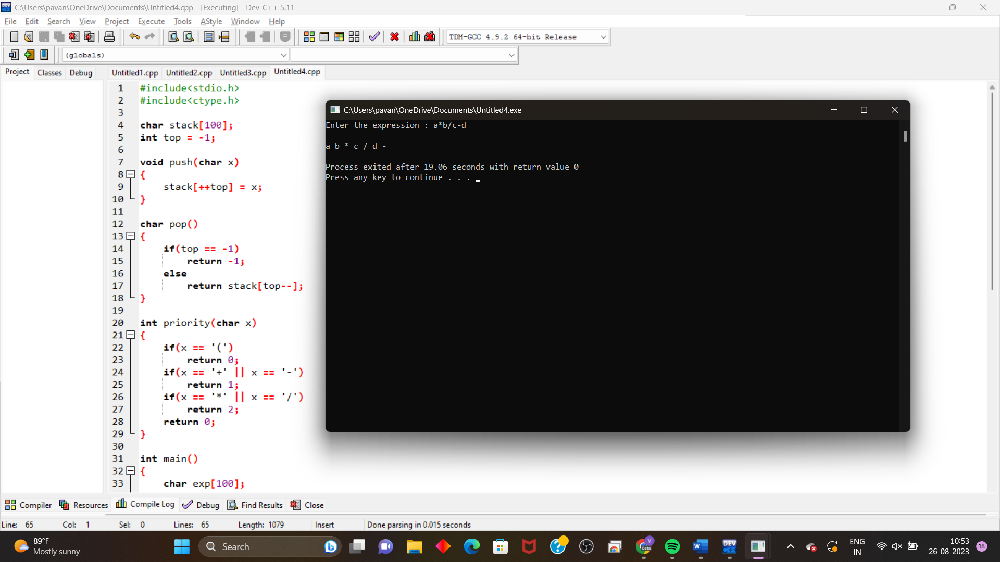 C:\Users\pavan\OneDrive\Documents\Untitled4.cpp - [Executing] - Dev-C++ 5.11
File Edit Search View Project Execute Tools AStyle Window Help
TDM-GCC 4.9.2 64-bit Release
(globals)
Project Classes Debug Untitled1.cpp Untitled2.cpp Untitled3.cpp Untitled4.cpp
1 #include<stdio.h>
2 #include<ctype.h>
3
4 char stack[100];
5 int top = -1;
6
7 void push(char x)
8 {
9 stack[++top] = x;
10 }
11
12 char pop()
13 {
14 if(top == -1)
15 return -1;
16 else
17 return stack[top--];
18 }
19
20 int priority(char x)
21 {
22 if(x == '(')
23 return 0;
24 if(x == '+' || x == '-')
25 return 1;
26 if(x == '*' || x == '/')
27 return 2;
28 return 0;
29 }
30
31 int main()
32 {
33 char exp[100];
C:\Users\pavan\OneDrive\Documents\Untitled4.exe
Enter the expression : a*b/c-d
a b * c / d -
--------------------------------
Process exited after 19.06 seconds with return value 0
Press any key to continue . . .
Compiler Resources Compile Log Debug Find Results Close
Line: 65 Col: 1 Sel: 0 Lines: 65 Length: 1079 Insert Done parsing in 0.015 seconds
89°F
Mostly sunny
Search
V
Beta
DEV
C++
ENG
IN
10:53
26-08-2023
18